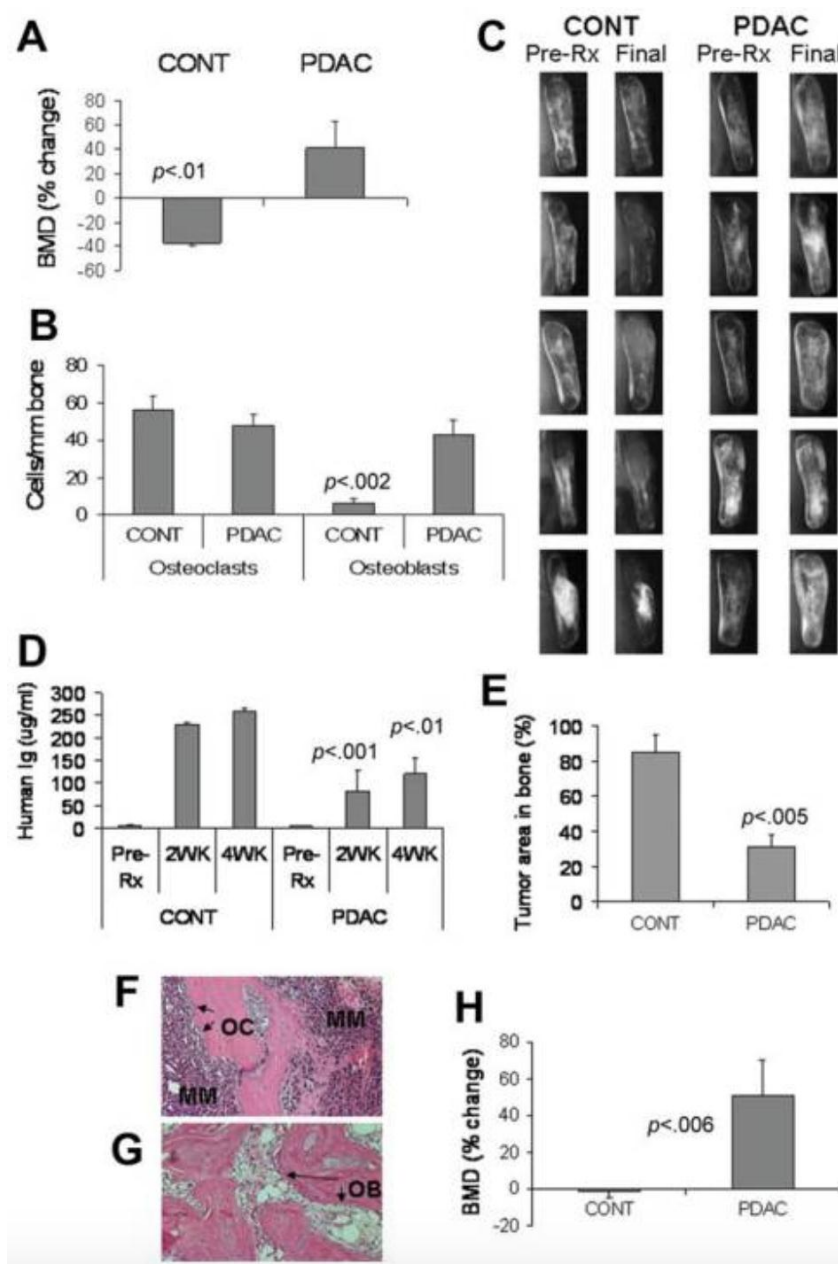 A
CONT PDAC
BMD (% change)
80
60
40
20
0
-20
-40
-60
p<.01
B
Cells/mm bone
80
60
40
20
0
p<.002
CONT PDAC CONT PDAC
Osteoclasts Osteoblasts
C
CONT PDAC
Pre-Rx Final Pre-Rx Final
D
Human Ig (ug/ml)
300
250
200
150
100
50
0
p<.001
p<.01
Pre-Rx 2WK 4WK Pre-Rx 2WK 4WK
CONT PDAC
E
Tumor area in bone (%)
100
80
60
40
20
0
p<.005
CONT PDAC
F
OC
MM
MM
G
OB
H
BMD (% change)
80
60
40
20
0
-20
p<.006
CONT PDAC